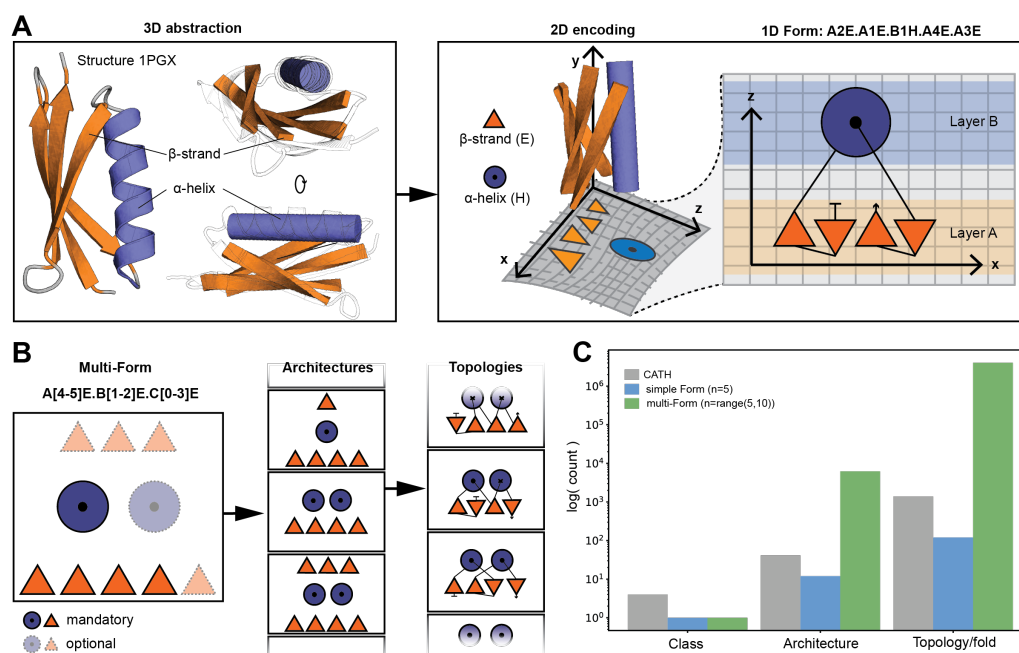 A
3D abstraction
2D encoding
1D Form: A2E.A1E.B1H.A4E.A3E
Structure 1PGX
β-strand
α-helix
β-strand (E)
α-helix (H)
y
z
x
z
Layer B
Layer A
x
B
Multi-Form
A[4-5]E.B[1-2]E.C[0-3]E
Architectures
Topologies
mandatory
optional
C
CATH
simple Form (n=5)
multi-Form (n=range(5,10))
log( count )
10⁶
10⁵
10⁴
10³
10²
10¹
10⁰
Class
Architecture
Topology/fold